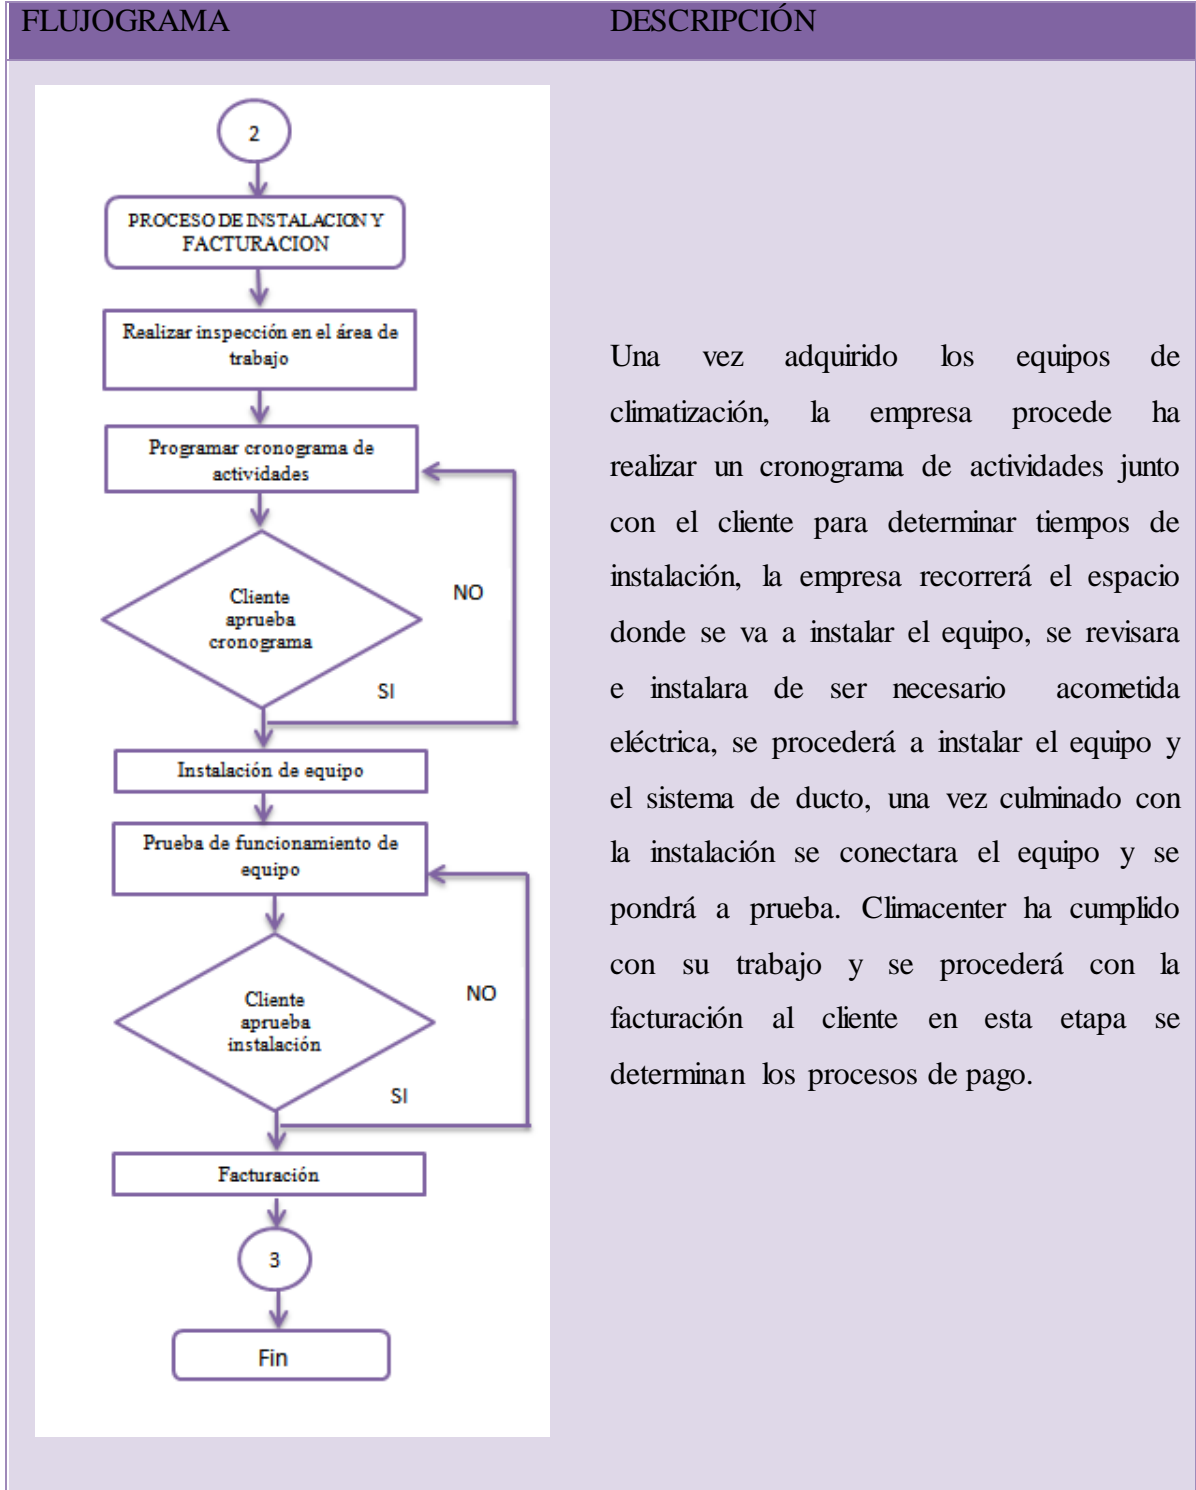 FLUJOGRAMA
DESCRIPCIÓN
2
PROCESO DE INSTALACION Y
FACTURACION
Realizar inspección en el área de
trabajo
Programar cronograma de
actividades
Cliente
aprueba
cronograma
NO
SI
Instalación de equipo
Prueba de funcionamiento de
equipo
Cliente
aprueba
instalación
NO
SI
Facturación
3
Fin
Una vez adquirido los equipos de
climatización, la empresa procede ha
realizar un cronograma de actividades junto
con el cliente para determinar tiempos de
instalación, la empresa recorrerá el espacio
donde se va a instalar el equipo, se revisara
e instalara de ser necesario acometida
eléctrica, se procederá a instalar el equipo y
el sistema de ducto, una vez culminado con
la instalación se conectara el equipo y se
pondrá a prueba. Climacenter ha cumplido
con su trabajo y se procederá con la
facturación al cliente en esta etapa se
determinan los procesos de pago.